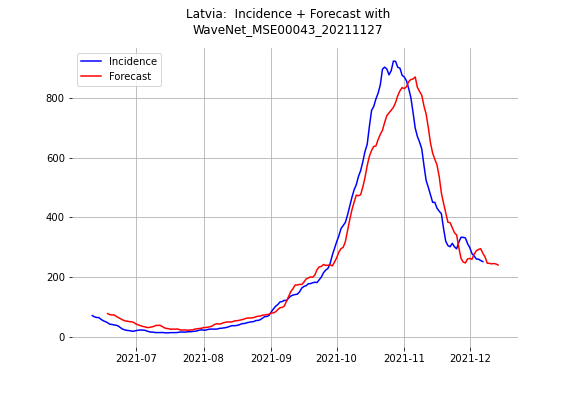 Latvia:  Incidence + Forecast with
WaveNet_MSE00043_20211127
Incidence
Forecast
800
600
400
200
0
2021-07 2021-08 2021-09 2021-10 2021-11 2021-12